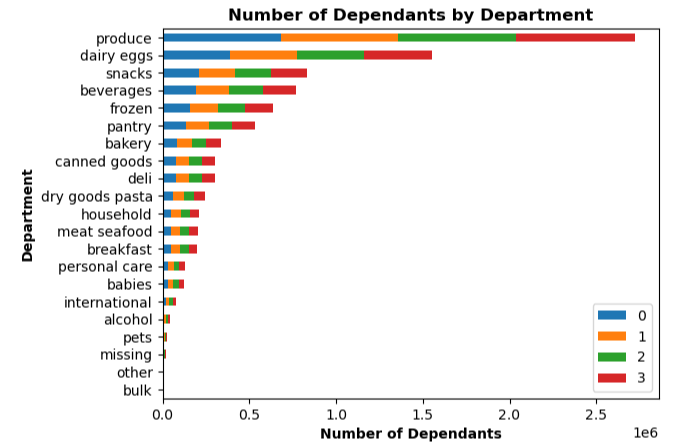 Number of Dependants by Department
produce
dairy eggs
snacks
beverages
frozen
pantry
bakery
canned goods
deli
dry goods pasta
household
meat seafood
breakfast
personal care
babies
international
alcohol
pets
missing
other
bulk
Department
0
1
2
3
0.0 0.5 1.0 1.5 2.0 2.5
1e6
Number of Dependants